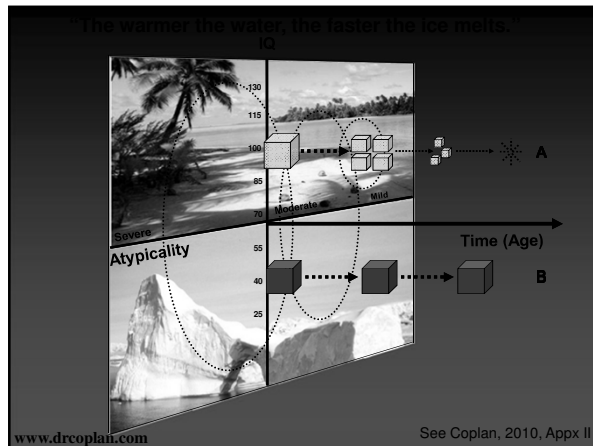 "The warmer the water, the faster the ice melts."
IQ
130
115
100
A
85
Mild
Moderate
70
Severe
Time (Age)
Atypicality
55
40
B
25
www.drcoplan.com
See Coplan, 2010, Appx II